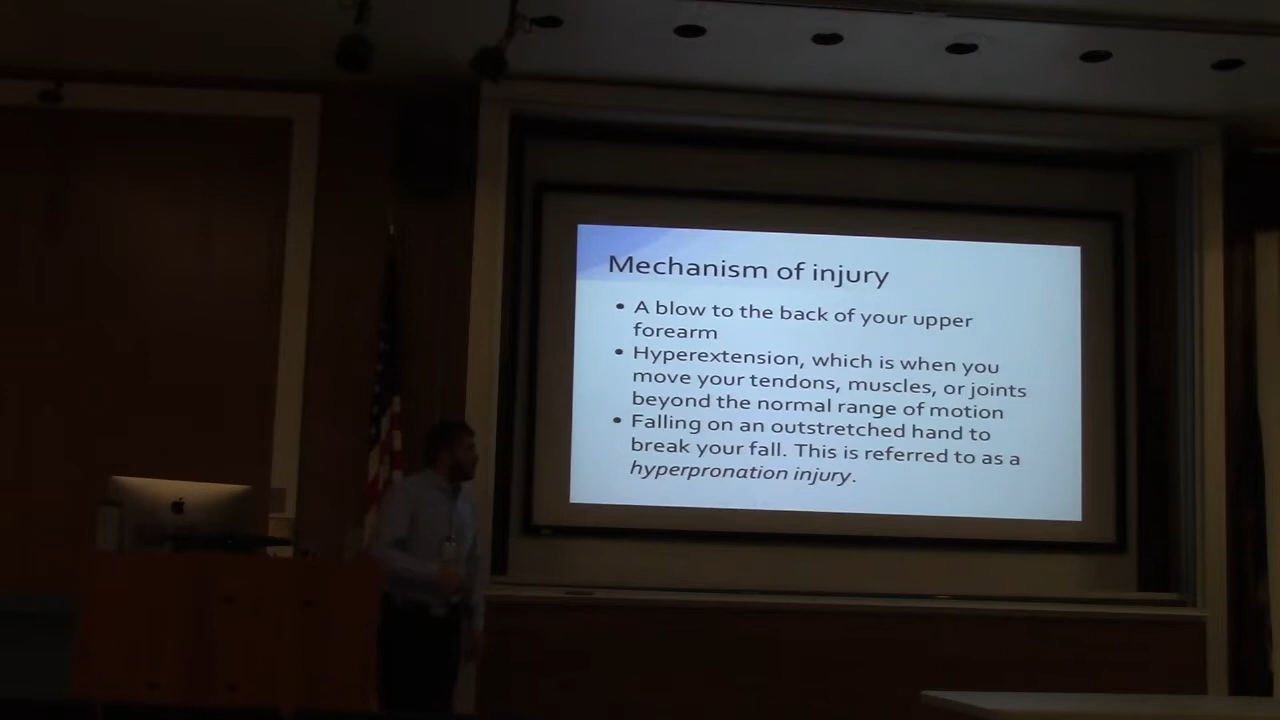 Mechanism of injury
• A blow to the back of your upper
forearm
• Hyperextension, which is when you
move your tendons, muscles, or joints
beyond the normal range of motion
• Falling on an outstretched hand to
break your fall. This is referred to as a
hyperpronation injury.